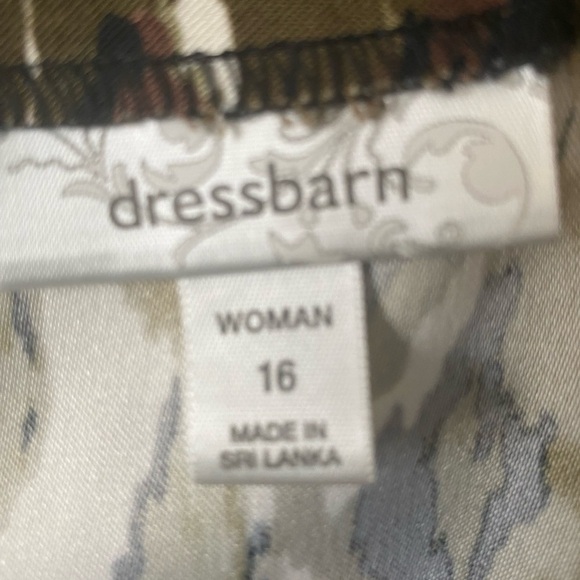 dressbarn
WOMAN
16
MADE IN
SRI LANKA